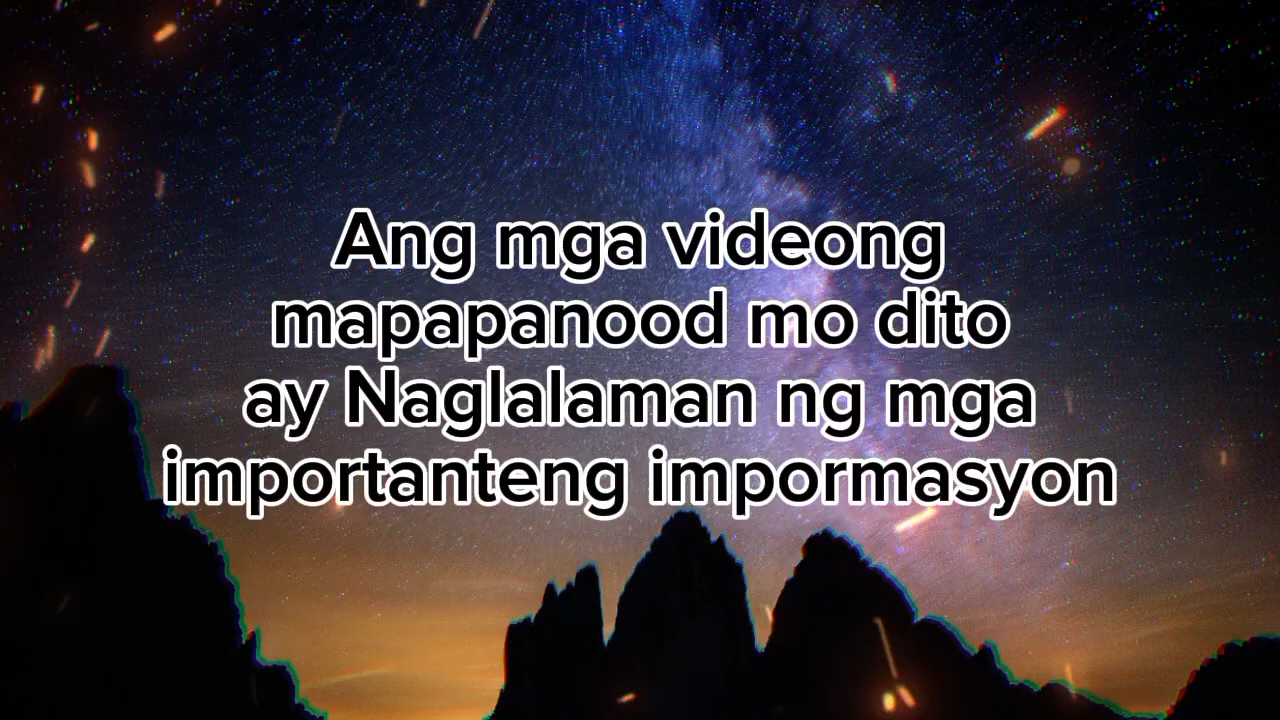 Ang mga videong
mapapanood mo dito
ay Naglalaman ng mga
importanteng impormasyon